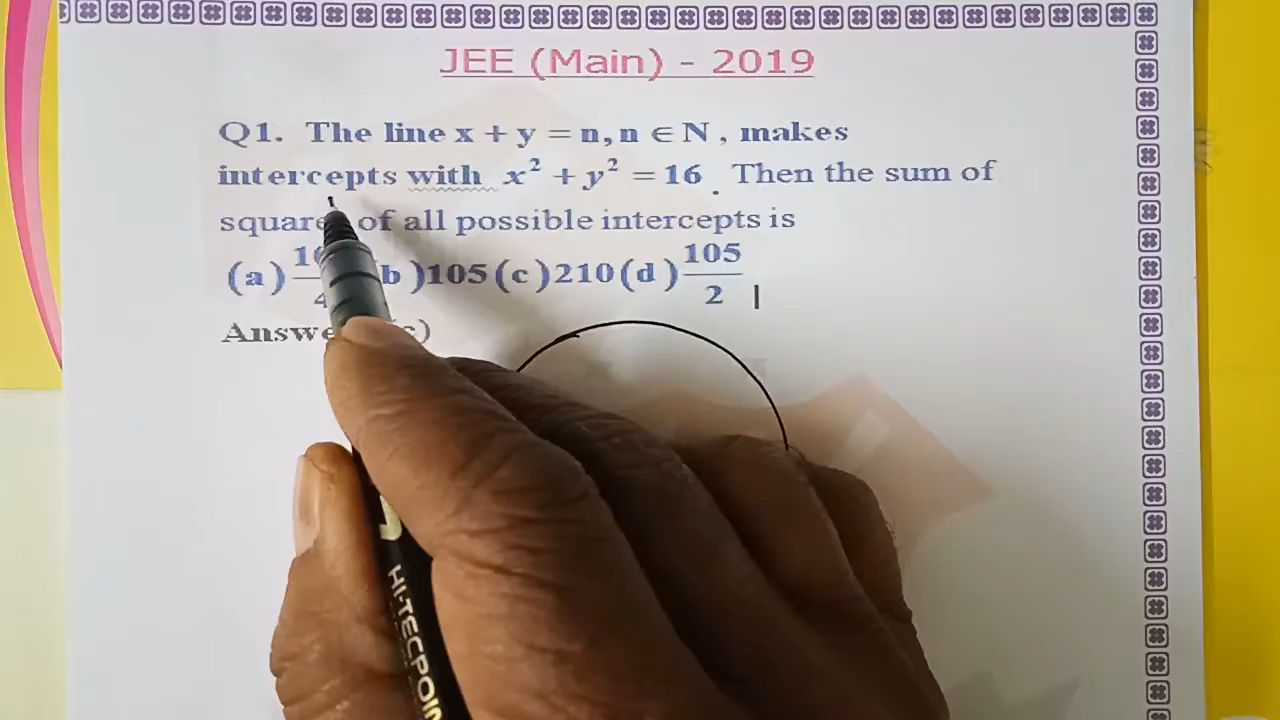 JEE (Main) - 2019
Q1. The line x + y = n, n ∈ N, makes
intercepts with x² + y² = 16. Then the sum of
of all possible intercepts is
(a) b) 105 (c) 210 (d) 105/2
c)
HI-TECPOINT